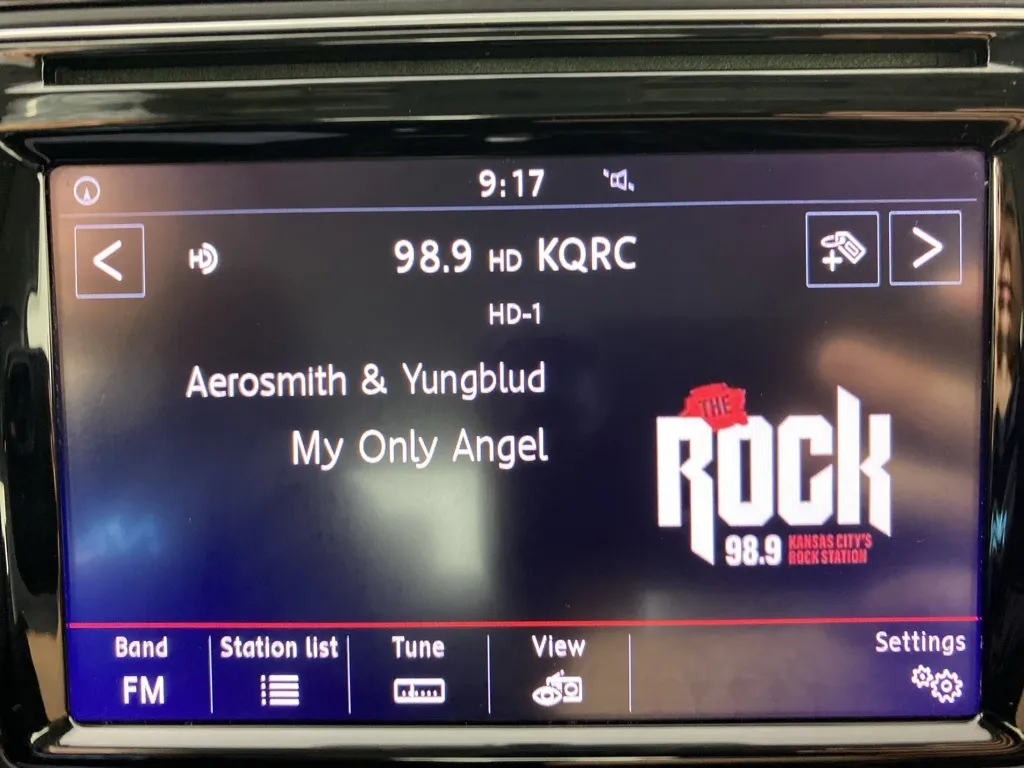 9:17
HD 98.9 HD KQRC
HD-1
Aerosmith & Yungblud
My Only Angel
THE
ROCK
98.9 KANSAS CITY'S
ROCK STATION
Band Station list Tune View Settings
FM